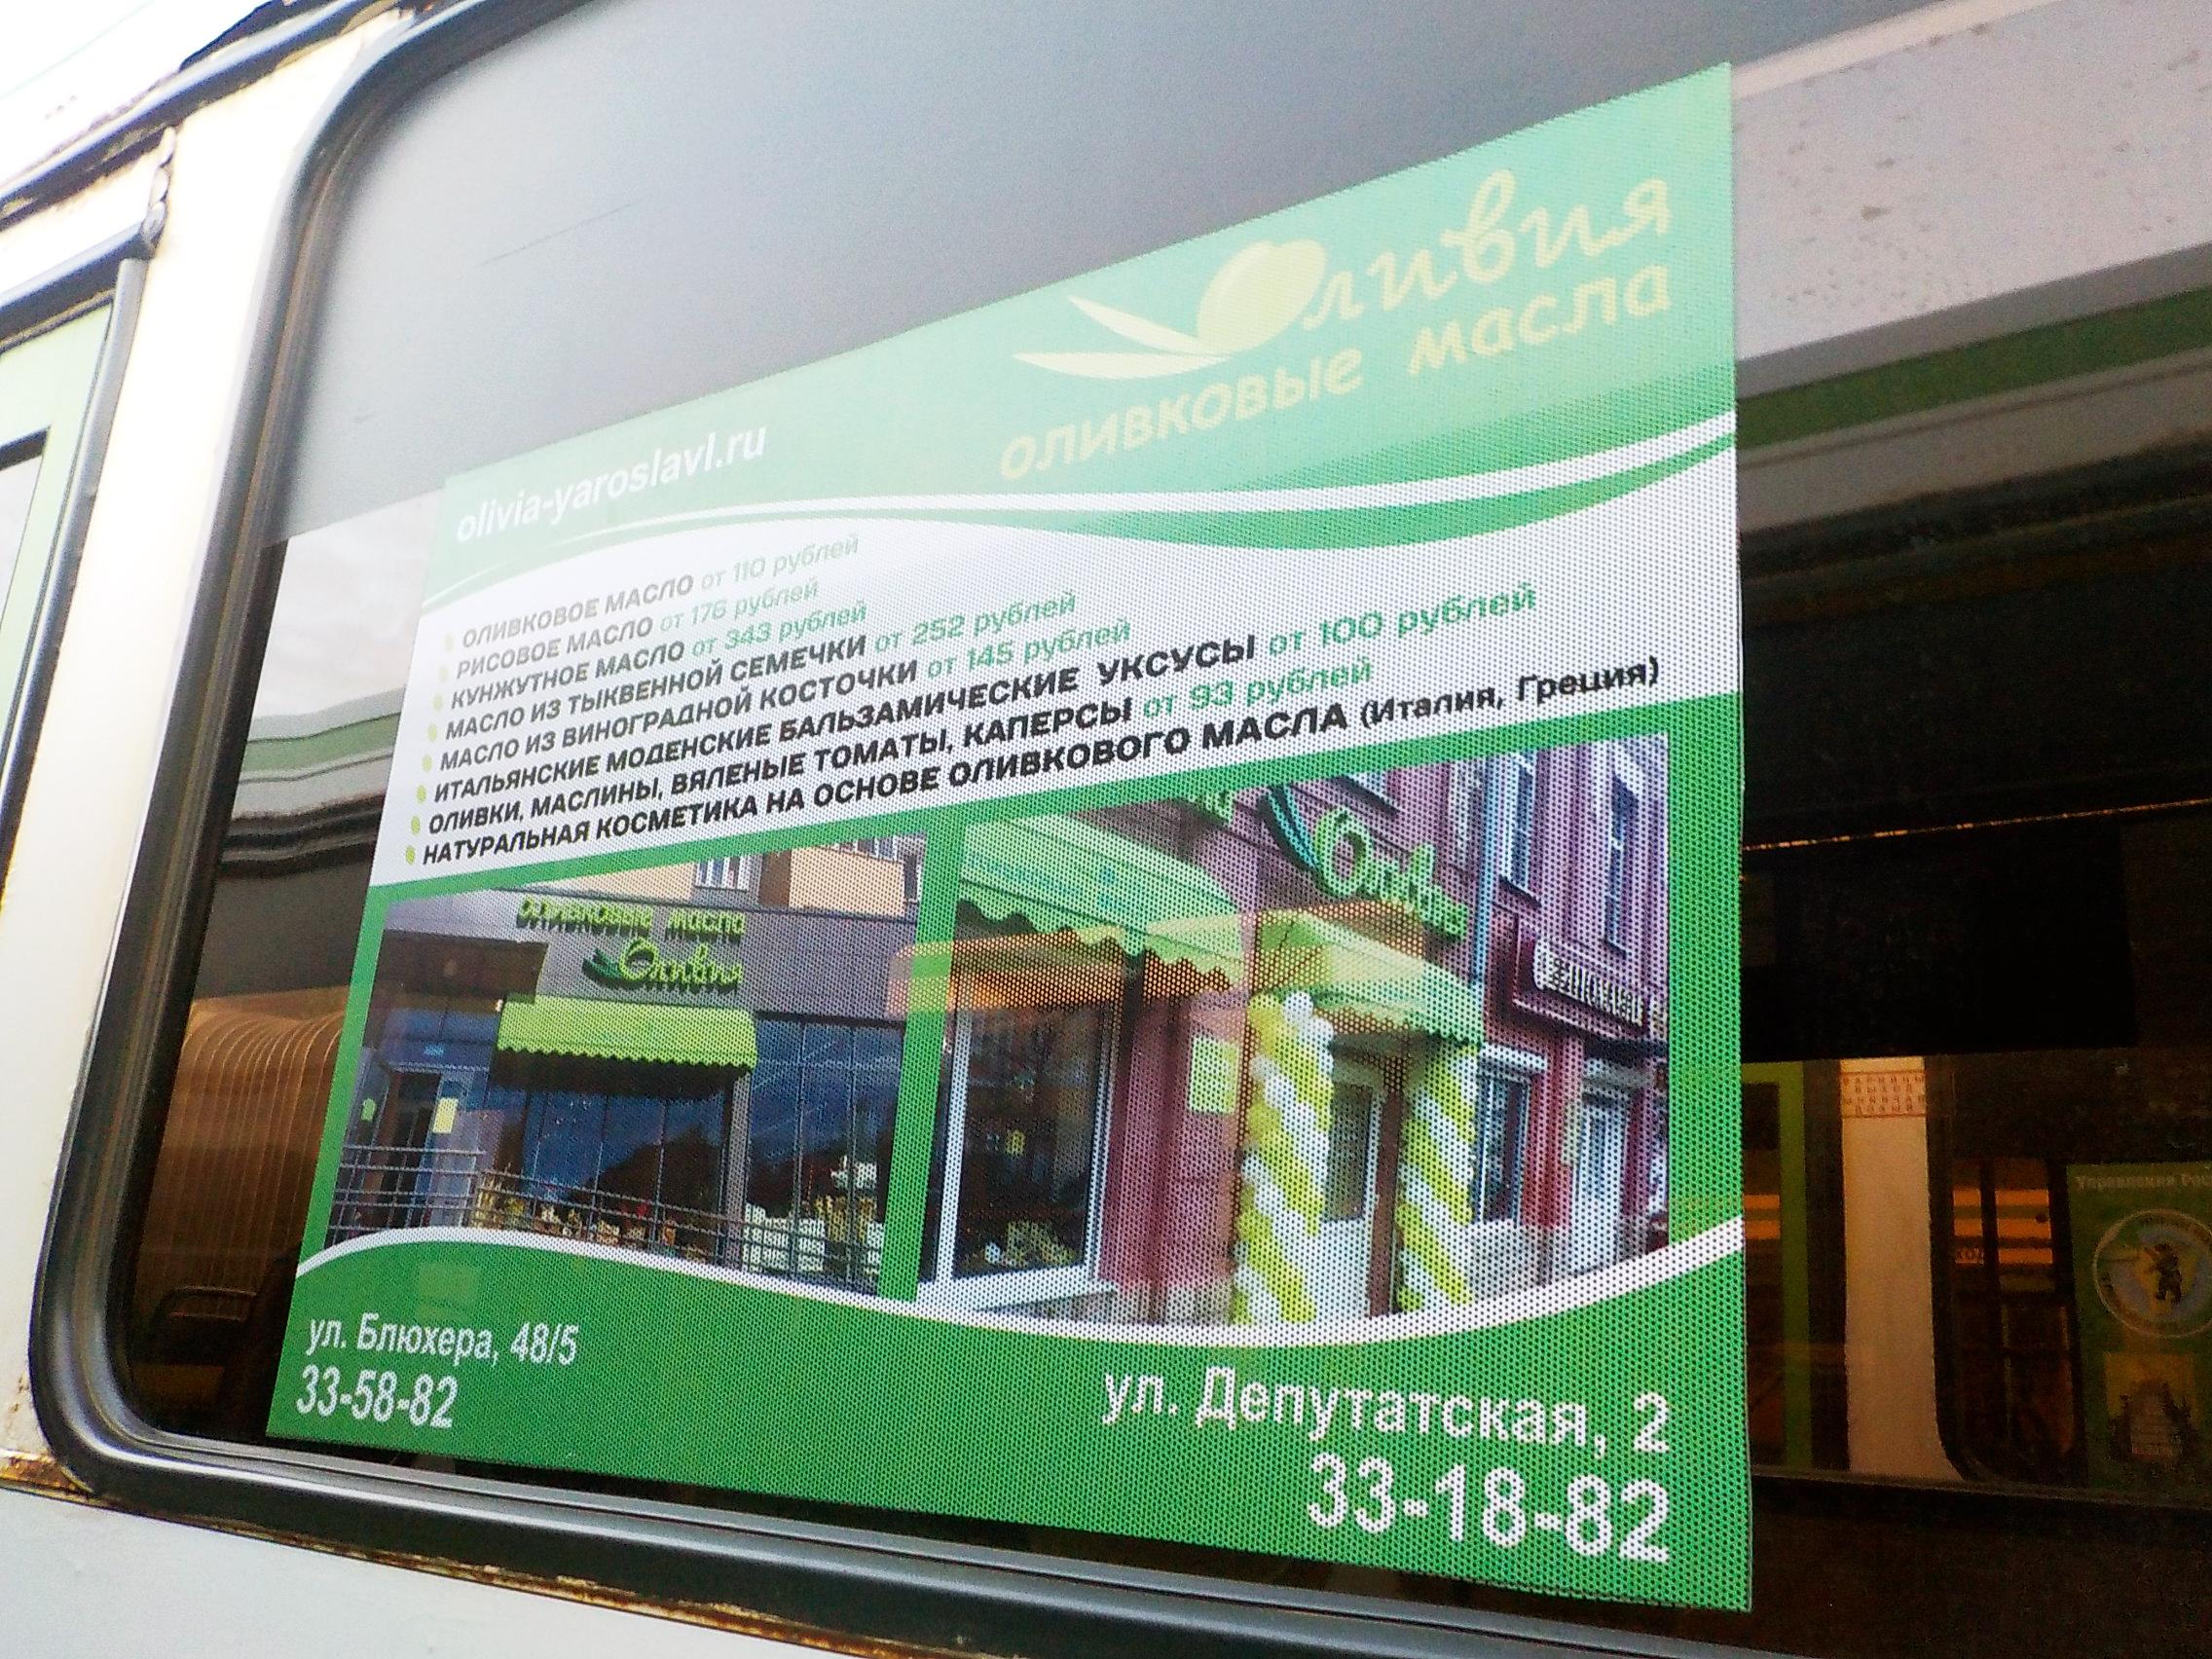 Оливия
оливковые масла
olivia-yaroslavl.ru
ОЛИВКОВОЕ МАСЛО от 110 рублей
РИСОВОЕ МАСЛО от 176 рублей
КУНЖУТНОЕ МАСЛО от 343 рублей
МАСЛО ИЗ ТЫКВЕННОЙ СЕМЕЧКИ от 252 рублей
МАСЛО ИЗ ВИНОГРАДНОЙ КОСТОЧКИ от 145 рублей
ИТАЛЬЯНСКИЕ МОДЕНСКИЕ БАЛЬЗАМИЧЕСКИЕ УКСУСЫ от 100 рублей
ОЛИВКИ, МАСЛИНЫ, ВЯЛЕНЫЕ ТОМАТЫ, КАПЕРСЫ от 93 рублей
НАТУРАЛЬНАЯ КОСМЕТИКА НА ОСНОВЕ ОЛИВКОВОГО МАСЛА (Италия, Греция)
оливковые масла
Оливия
Оливия
ул. Блюхера, 48/5
33-58-82
ул. Депутатская, 2
33-18-82
Управления